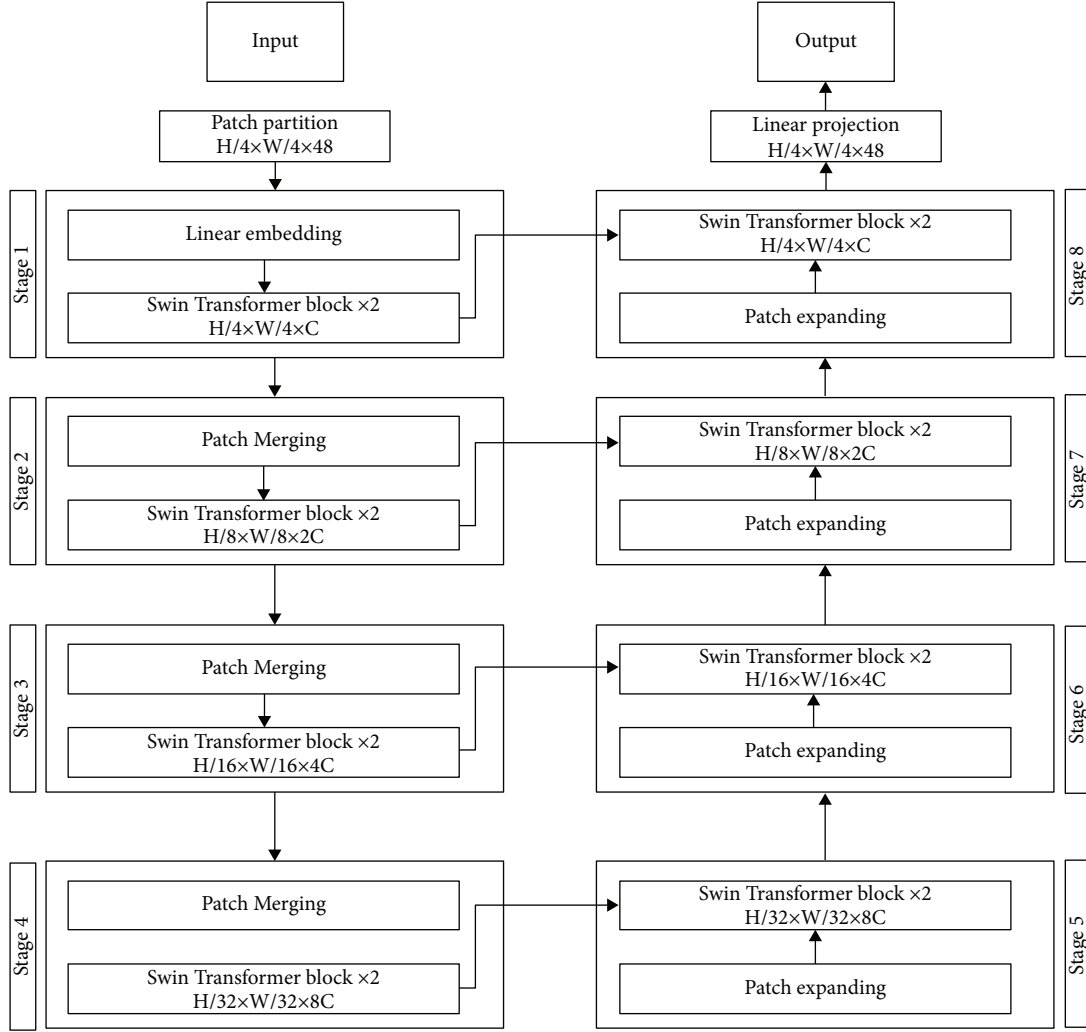 Input
Patch partition
H/4×W/4×48
Stage 1
Linear embedding
Swin Transformer block ×2
H/4×W/4×C
Stage 2
Patch Merging
Swin Transformer block ×2
H/8×W/8×2C
Stage 3
Patch Merging
Swin Transformer block ×2
H/16×W/16×4C
Stage 4
Patch Merging
Swin Transformer block ×2
H/32×W/32×8C
Output
Linear projection
H/4×W/4×48
Swin Transformer block ×2
H/4×W/4×C
Patch expanding
Stage 8
Swin Transformer block ×2
H/8×W/8×2C
Patch expanding
Stage 7
Swin Transformer block ×2
H/16×W/16×4C
Patch expanding
Stage 6
Swin Transformer block ×2
H/32×W/32×8C
Patch expanding
Stage 5